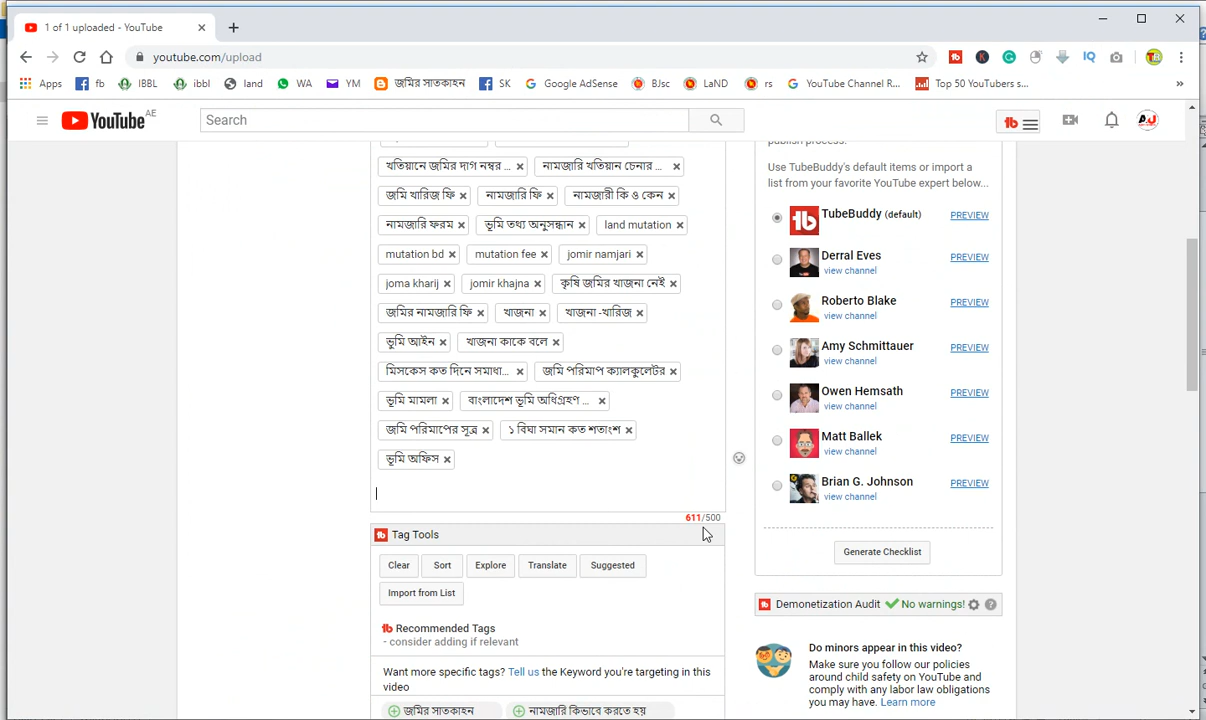 1 of 1 uploaded - YouTube
youtube.com/upload
Apps
fb
IBBL
ibbl
land
WA
YM
জমির সাতকাহন
SK
Google AdSense
BJsc
LaND
rs
YouTube Channel R...
Top 50 YouTubers s...
YouTube AE
Search
publish process.
খতিয়ানে জমির দাগ নম্বর ...
নামজারি খতিয়ান চেনার ...
জমি খারিজ ফি
নামজারি ফি
নামজারী কি ও কেন
নামজারি ফরম
ভূমি তথ্য অনুসন্ধান
land mutation
mutation bd
mutation fee
jomir namjari
joma kharij
jomir khajna
কৃষি জমির খাজনা নেই
জমির নামজারি ফি
খাজনা
খাজনা -খারিজ
ভুমি আইন
খাজনা কাকে বলে
মিসকেস কত দিনে সমাধা...
জমি পরিমাপ ক্যালকুলেটর
ভূমি মামলা
বাংলাদেশ ভূমি অধিগ্রহণ ...
জমি পরিমাপের সূত্র
১ বিঘা সমান কত শতাংশ
ভূমি অফিস
611/500
Tag Tools
Clear
Sort
Explore
Translate
Suggested
Import from List
Recommended Tags
- consider adding if relevant
Want more specific tags? Tell us the Keyword you're targeting in this
video
জমির সাতকাহন
নামজারি কিভাবে করতে হয়
Use TubeBuddy's default items or import a
list from your favorite YouTube expert below...
TubeBuddy (default)
PREVIEW
Derral Eves
PREVIEW
view channel
Roberto Blake
PREVIEW
view channel
Amy Schmittauer
PREVIEW
view channel
Owen Hemsath
PREVIEW
view channel
Matt Ballek
PREVIEW
view channel
Brian G. Johnson
PREVIEW
view channel
Generate Checklist
Demonetization Audit
No warnings!
Do minors appear in this video?
Make sure you follow our policies
around child safety on YouTube and
comply with any labor law obligations
you may have. Learn more